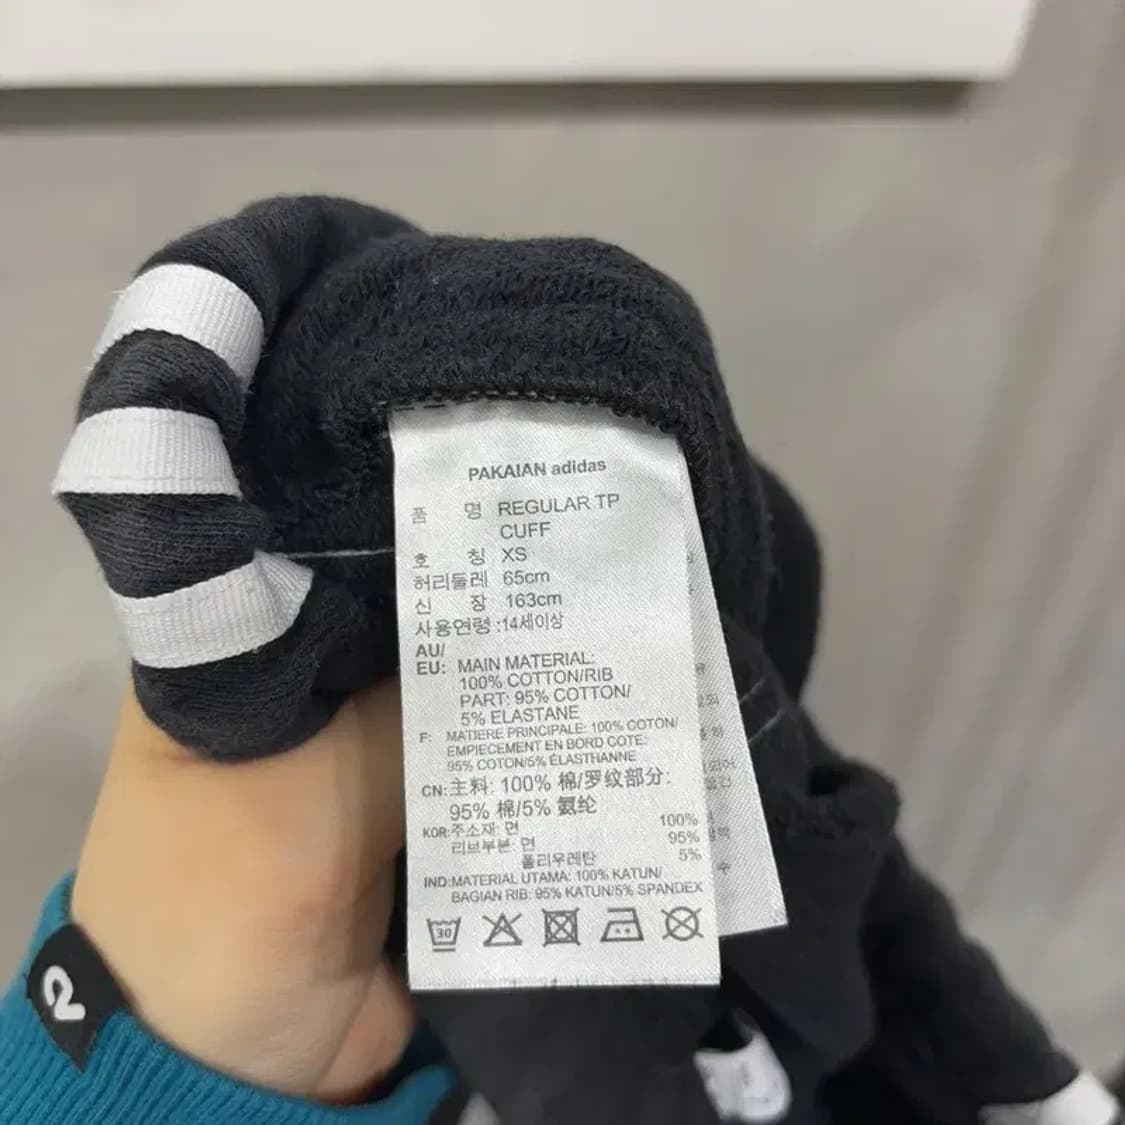 PAKAIAN adidas
품 명 REGULAR TP
CUFF
호 칭 XS
허리둘레 65cm
신 장 163cm
사용연령 :14세이상
AU/
EU: MAIN MATERIAL:
100% COTTON/RIB
PART: 95% COTTON/
5% ELASTANE
F: MATIERE PRINCIPALE: 100% COTON/
EMPIECEMENT EN BORD COTE:
95% COTON/5% ÉLASTHANNE
CN:主料: 100% 棉/罗纹部分:
95% 棉/5% 氨纶
KOR:주소재: 면 100%
리브부분: 면 95%
폴리우레탄 5%
IND:MATERIAL UTAMA: 100% KATUN/
BAGIAN RIB: 95% KATUN/5% SPANDEX
30